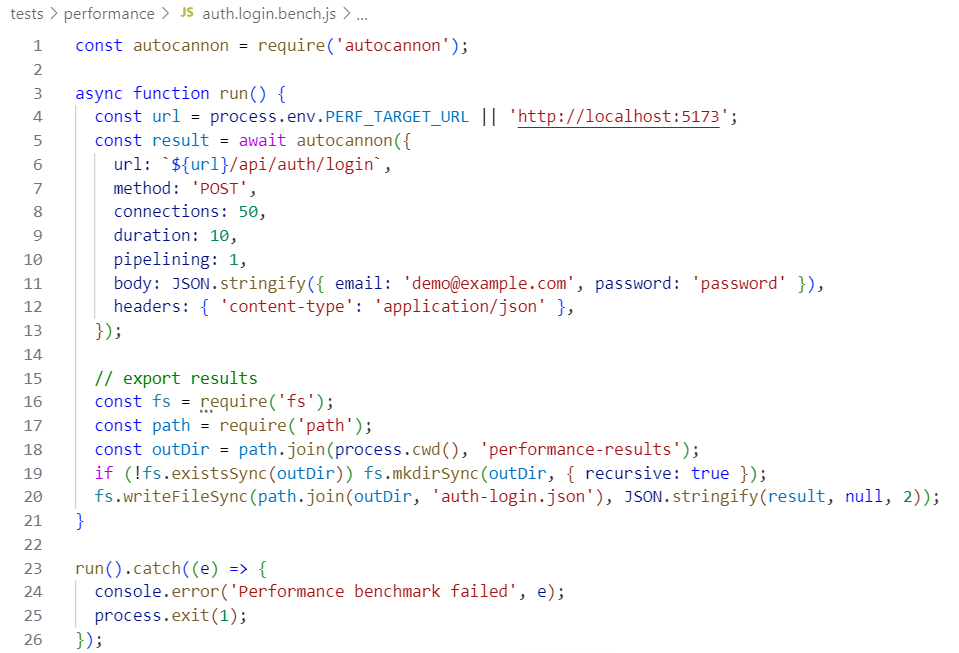 tests > performance > JS auth.login.bench.js > ...
1 const autocannon = require('autocannon');
2
3 async function run() {
4 const url = process.env.PERF_TARGET_URL || 'http://localhost:5173';
5 const result = await autocannon({
6 url: `${url}/api/auth/login`,
7 method: 'POST',
8 connections: 50,
9 duration: 10,
10 pipelining: 1,
11 body: JSON.stringify({ email: 'demo@example.com', password: 'password' }),
12 headers: { 'content-type': 'application/json' },
13 });
14
15 // export results
16 const fs = require('fs');
17 const path = require('path');
18 const outDir = path.join(process.cwd(), 'performance-results');
19 if (!fs.existsSync(outDir)) fs.mkdirSync(outDir, { recursive: true });
20 fs.writeFileSync(path.join(outDir, 'auth-login.json'), JSON.stringify(result, null, 2));
21 }
22
23 run().catch((e) => {
24 console.error('Performance benchmark failed', e);
25 process.exit(1);
26 });